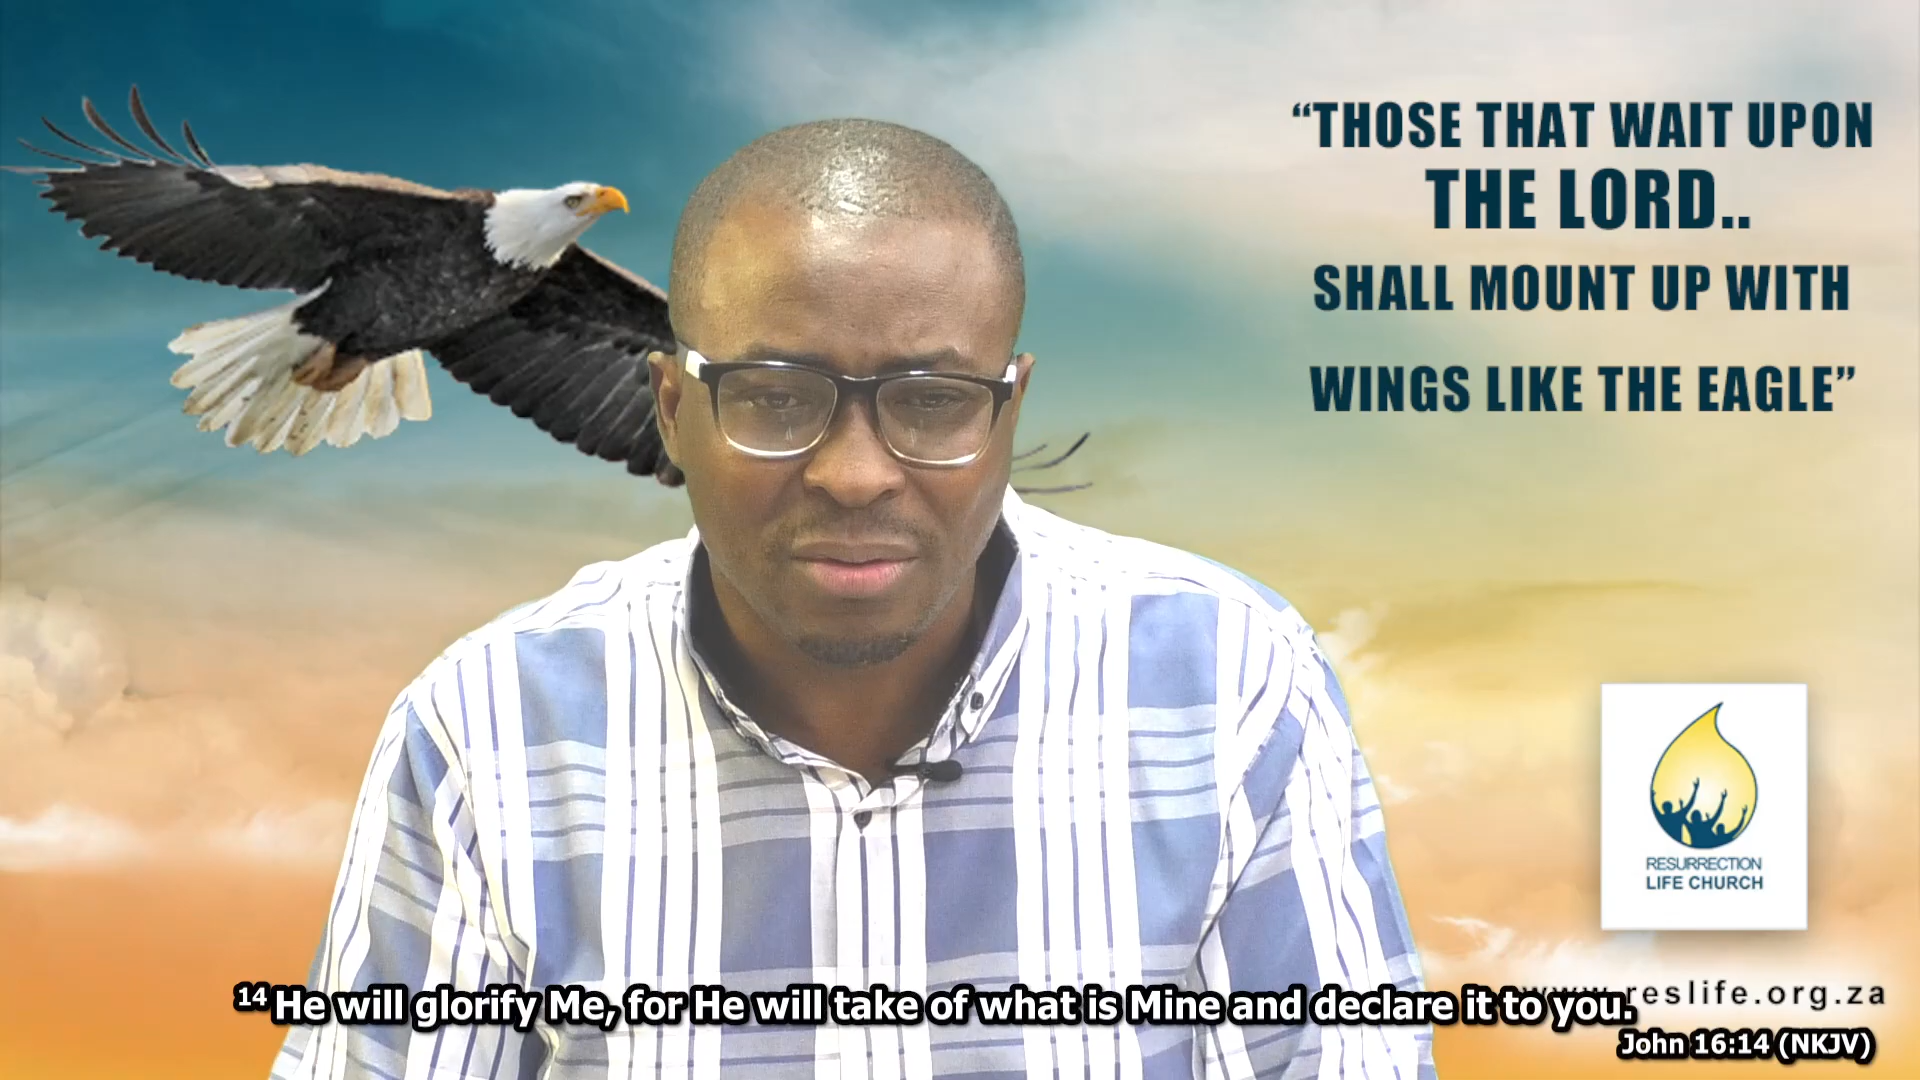 “THOSE THAT WAIT UPON
THE LORD..
SHALL MOUNT UP WITH
WINGS LIKE THE EAGLE”
RESURRECTION
LIFE CHURCH
www.reslife.org.za
14 He will glorify Me, for He will take of what is Mine and declare it to you.
John 16:14 (NKJV)